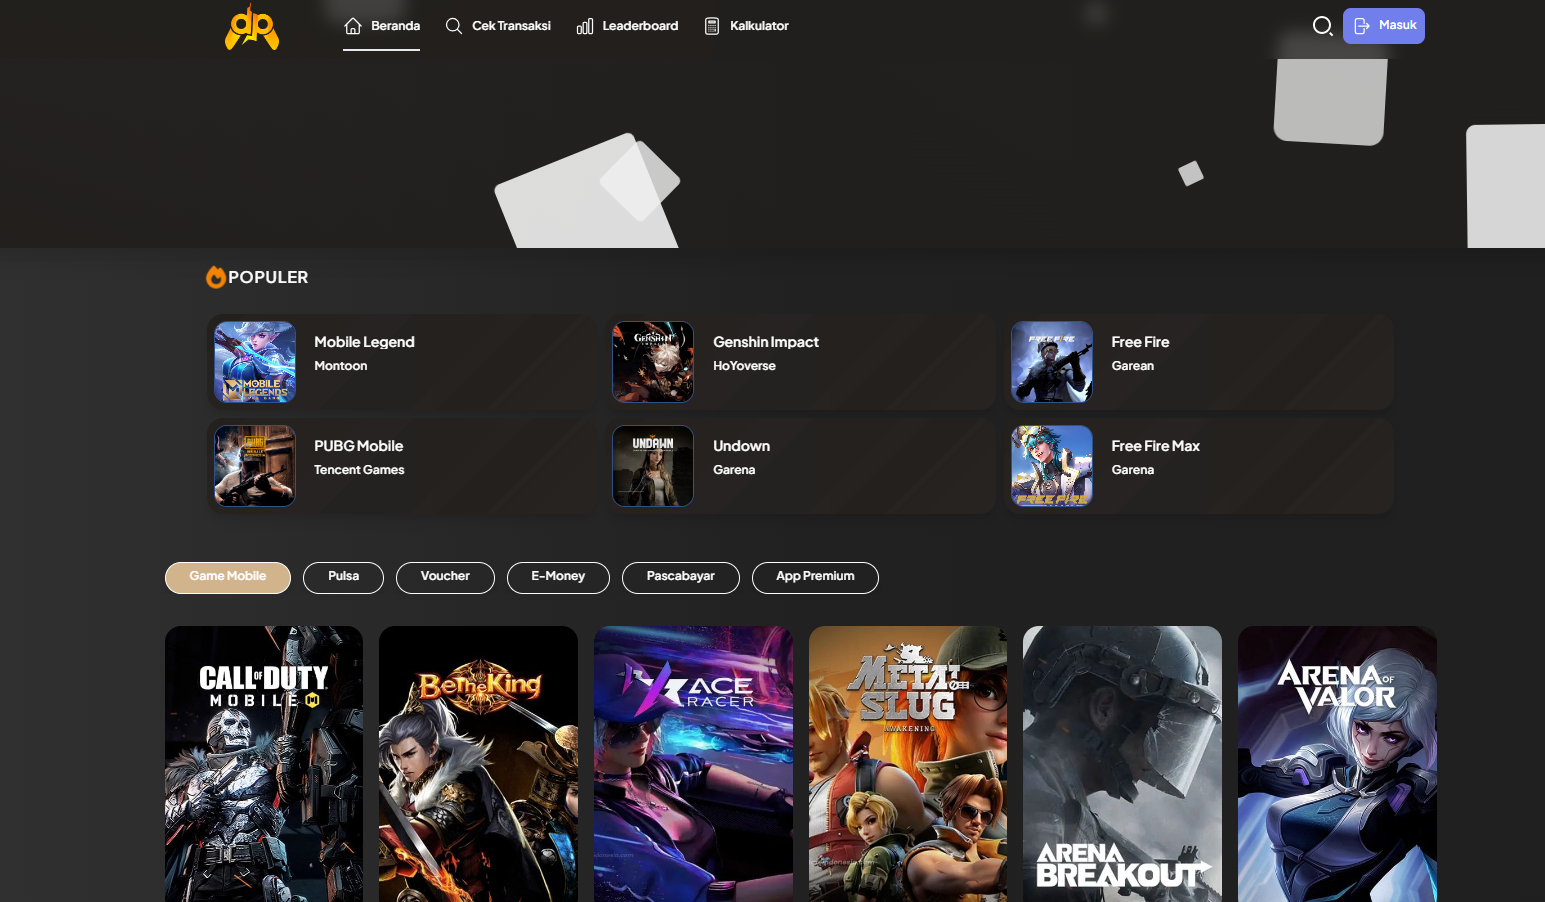 dp
Beranda
Cek Transaksi
Leaderboard
Kalkulator
Masuk
POPULER
Mobile Legend
Montoon
MOBILE
LEGENDS
Genshin Impact
HoYoverse
GENSHIN
IMPACT
Free Fire
Garean
FREE FIRE
PUBG Mobile
Tencent Games
PUBG
MOBILE
Undown
Garena
UNDAWN
Free Fire Max
Garena
FREE FIRE
Game Mobile
Pulsa
Voucher
E-Money
Pascabayar
App Premium
CALL OF DUTY
MOBILE
BeTheKing
ACE
RACER
METAL
SLUG
AWAKENING
ARENA
BREAKOUT
ARENA OF
VALOR